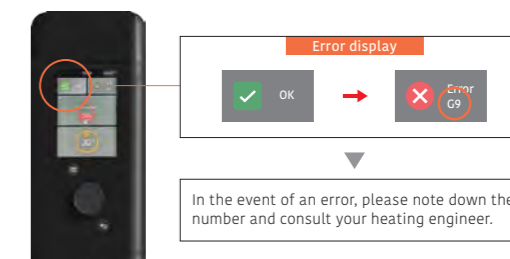 Error display
OK
Error
G9
In the event of an error, please note down the
number and consult your heating engineer.